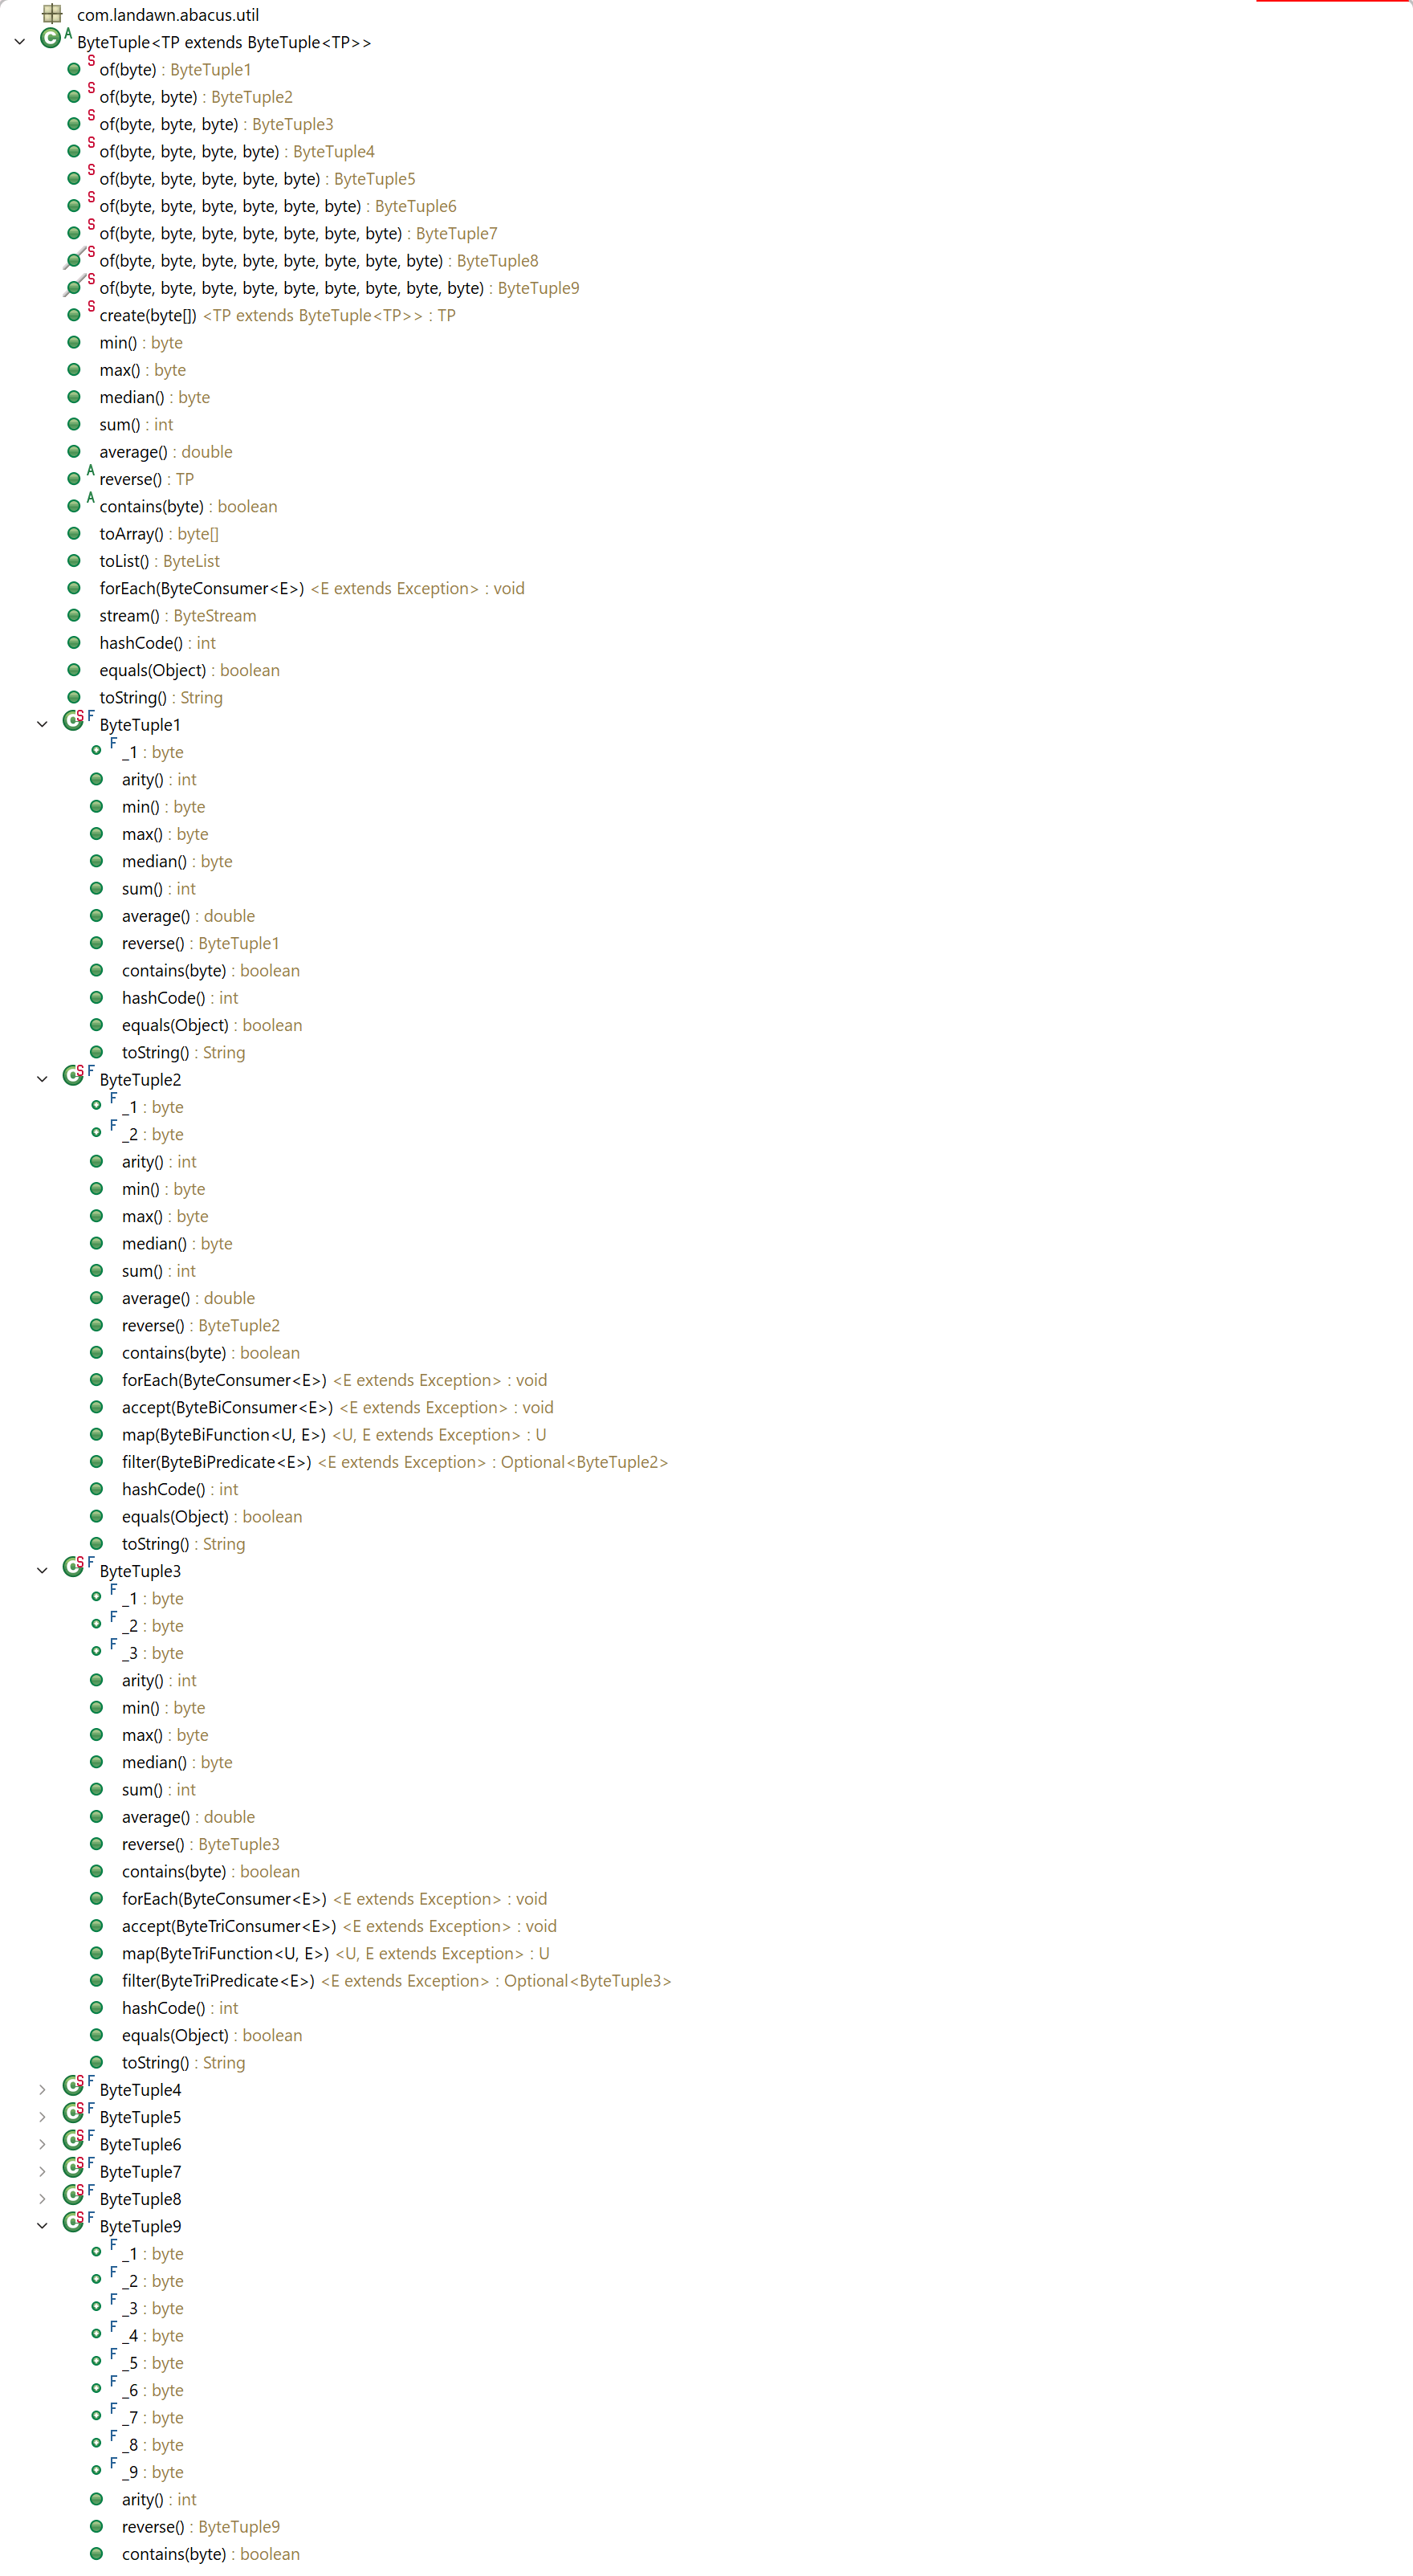 com.landawn.abacus.util
ByteTuple<TP extends ByteTuple<TP>>
of(byte) : ByteTuple1
of(byte, byte) : ByteTuple2
of(byte, byte, byte) : ByteTuple3
of(byte, byte, byte, byte) : ByteTuple4
of(byte, byte, byte, byte, byte) : ByteTuple5
of(byte, byte, byte, byte, byte, byte) : ByteTuple6
of(byte, byte, byte, byte, byte, byte, byte) : ByteTuple7
of(byte, byte, byte, byte, byte, byte, byte, byte) : ByteTuple8
of(byte, byte, byte, byte, byte, byte, byte, byte, byte) : ByteTuple9
create(byte[]) <TP extends ByteTuple<TP>> : TP
min() : byte
max() : byte
median() : byte
sum() : int
average() : double
reverse() : TP
contains(byte) : boolean
toArray() : byte[]
toList() : ByteList
forEach(ByteConsumer<E>) <E extends Exception> : void
stream() : ByteStream
hashCode() : int
equals(Object) : boolean
toString() : String
ByteTuple1
_1 : byte
arity() : int
min() : byte
max() : byte
median() : byte
sum() : int
average() : double
reverse() : ByteTuple1
contains(byte) : boolean
hashCode() : int
equals(Object) : boolean
toString() : String
ByteTuple2
_1 : byte
_2 : byte
arity() : int
min() : byte
max() : byte
median() : byte
sum() : int
average() : double
reverse() : ByteTuple2
contains(byte) : boolean
forEach(ByteConsumer<E>) <E extends Exception> : void
accept(ByteBiConsumer<E>) <E extends Exception> : void
map(ByteBiFunction<U, E>) <U, E extends Exception> : U
filter(ByteBiPredicate<E>) <E extends Exception> : Optional<ByteTuple2>
hashCode() : int
equals(Object) : boolean
toString() : String
ByteTuple3
_1 : byte
_2 : byte
_3 : byte
arity() : int
min() : byte
max() : byte
median() : byte
sum() : int
average() : double
reverse() : ByteTuple3
contains(byte) : boolean
forEach(ByteConsumer<E>) <E extends Exception> : void
accept(ByteTriConsumer<E>) <E extends Exception> : void
map(ByteTriFunction<U, E>) <U, E extends Exception> : U
filter(ByteTriPredicate<E>) <E extends Exception> : Optional<ByteTuple3>
hashCode() : int
equals(Object) : boolean
toString() : String
ByteTuple4
ByteTuple5
ByteTuple6
ByteTuple7
ByteTuple8
ByteTuple9
_1 : byte
_2 : byte
_3 : byte
_4 : byte
_5 : byte
_6 : byte
_7 : byte
_8 : byte
_9 : byte
arity() : int
reverse() : ByteTuple9
contains(byte) : boolean